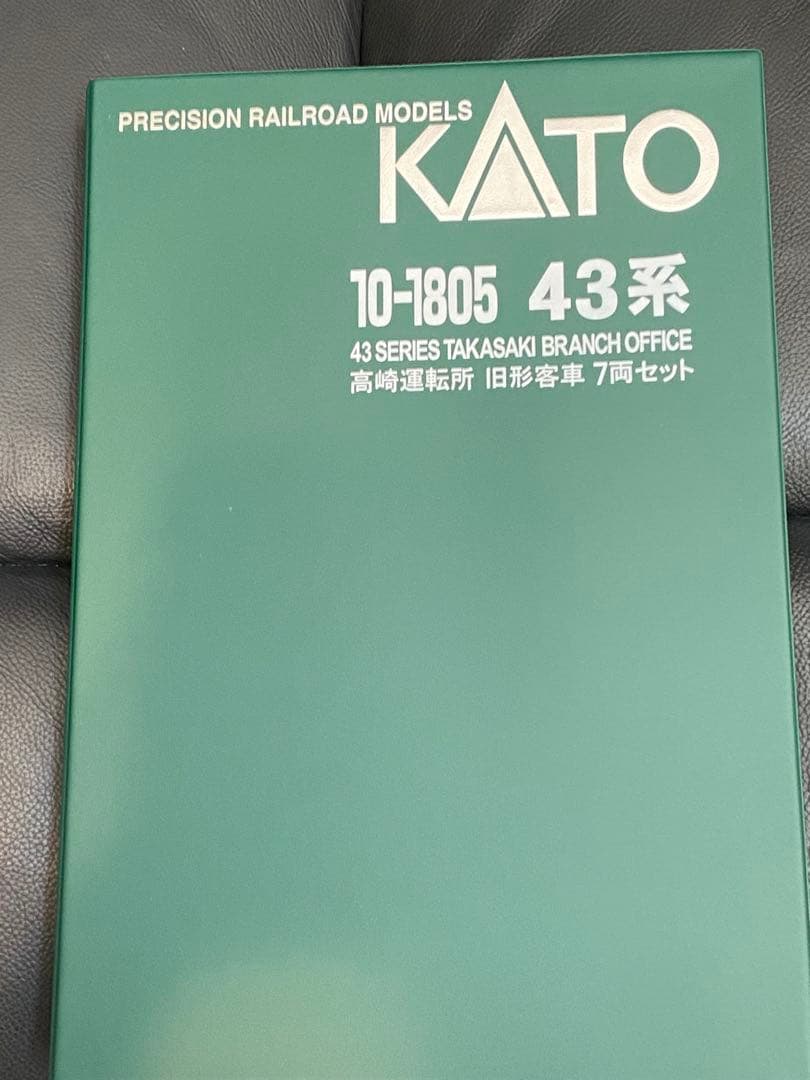 PRECISION RAILROAD MODELS
KATO
10-1805 43系
43 SERIES TAKASAKI BRANCH OFFICE
高崎運転所 旧形客車 7両セット